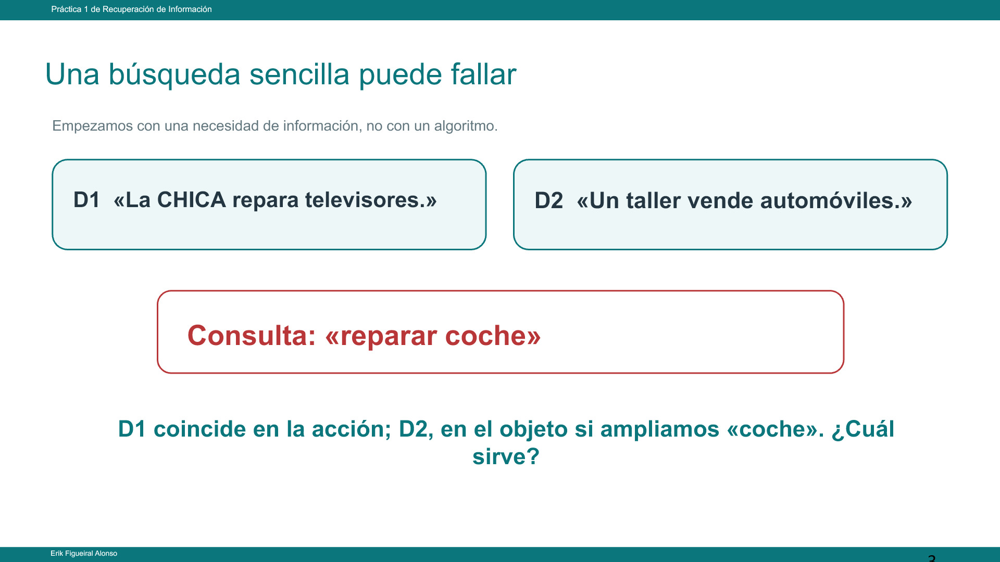 Práctica 1 de Recuperación de Información
Una búsqueda sencilla puede fallar
Empezamos con una necesidad de información, no con un algoritmo.
D1 «La CHICA repara televisores.»
D2 «Un taller vende automóviles.»
Consulta: «reparar coche»
D1 coincide en la acción; D2, en el objeto si ampliamos «coche». ¿Cuál
sirve?
Erik Figueiral Alonso
3